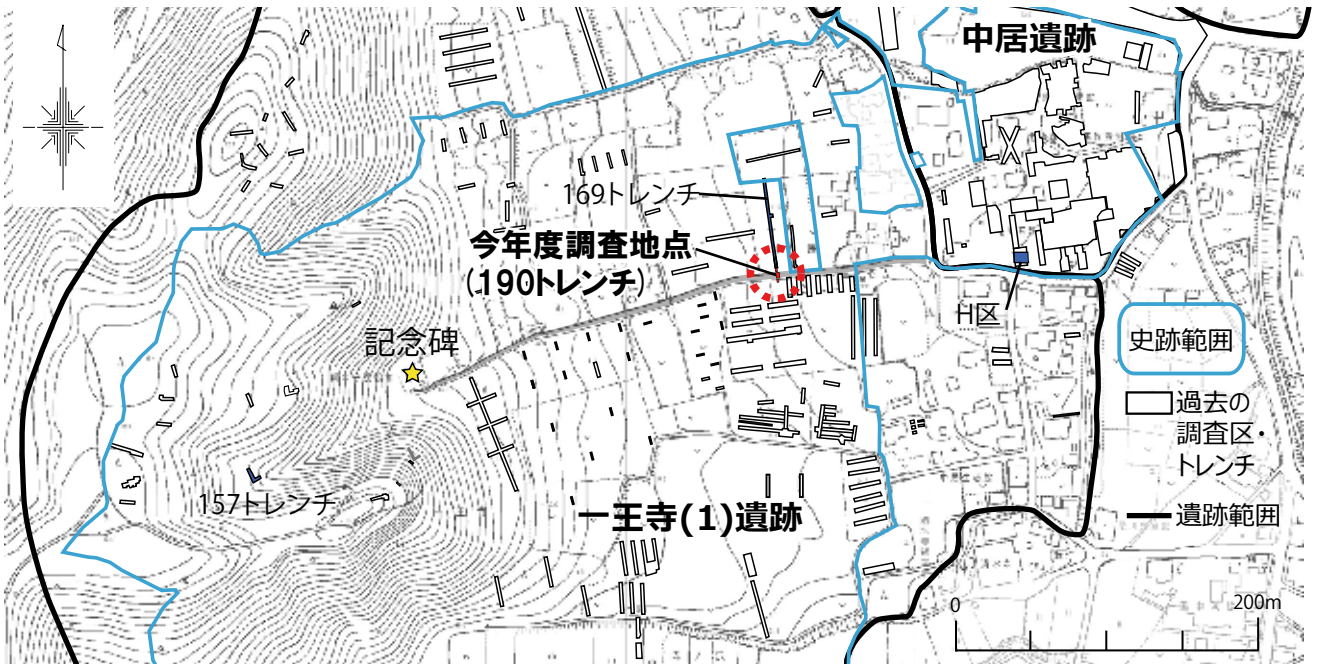 中居遺跡
169トレンチ
今年度調査地点
(190トレンチ)
H区
記念碑
史跡範囲
過去の
調査区・
トレンチ
157トレンチ
一王寺(1)遺跡
遺跡範囲
0
200m